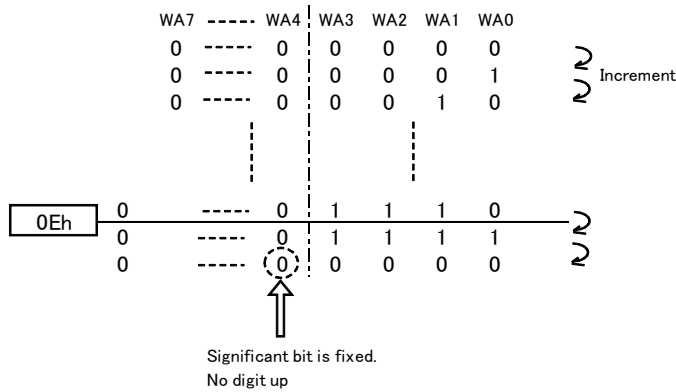 WA7 ----- WA4 WA3 WA2 WA1 WA0
0 ---- 0 0 0 0 0
0 ---- 0 0 0 0 1
Increment
0 ----- 0 0 0 1 0
0Eh
0 ----- 0 1 1 1 0
0 ----- 0 1 1 1 1
0 ----- 0 0 0 0 0
Significant bit is fixed.
No digit up